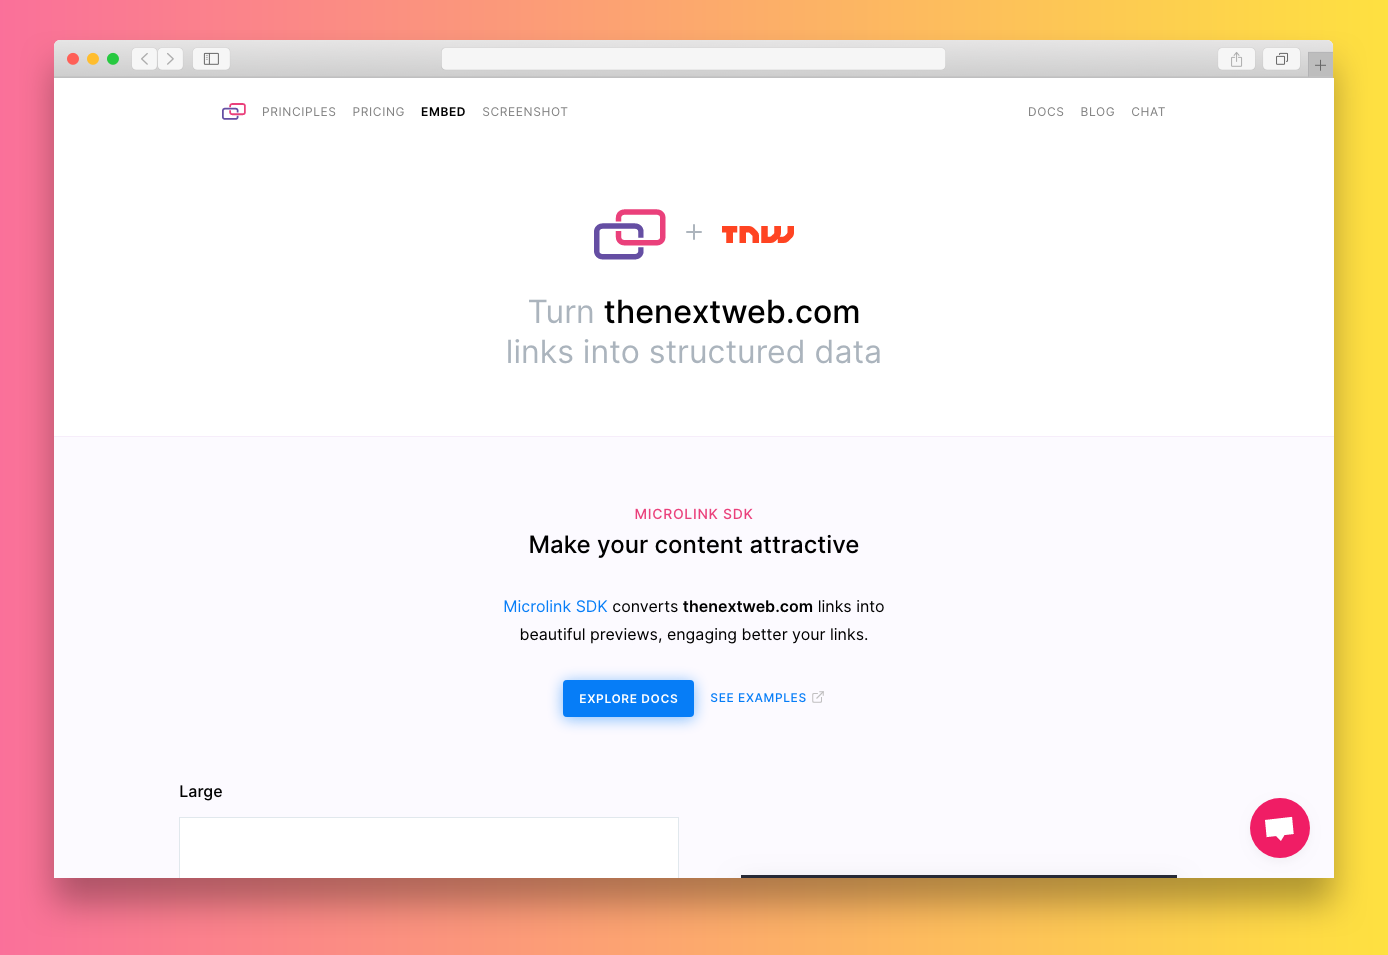 PRINCIPLES PRICING EMBED SCREENSHOT DOCS BLOG CHAT
TNW
Turn thenextweb.com
links into structured data
MICROLINK SDK
Make your content attractive
Microlink SDK converts thenextweb.com links into
beautiful previews, engaging better your links.
EXPLORE DOCS SEE EXAMPLES
Large